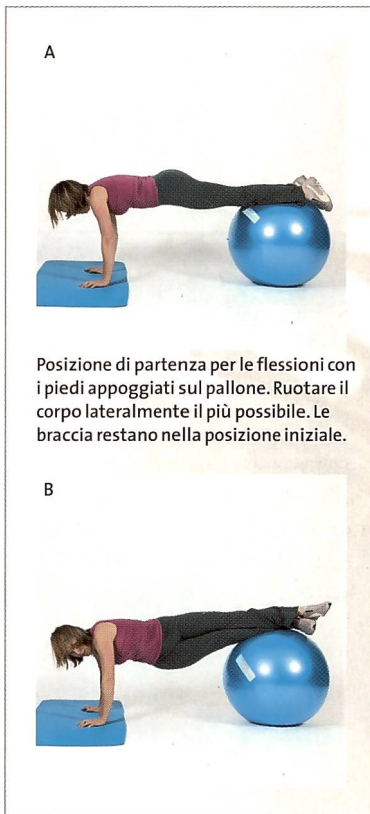 A
Posizione di partenza per le flessioni con
i piedi appoggiati sul pallone. Ruotare il
corpo lateralmente il più possibile. Le
braccia restano nella posizione iniziale.
B